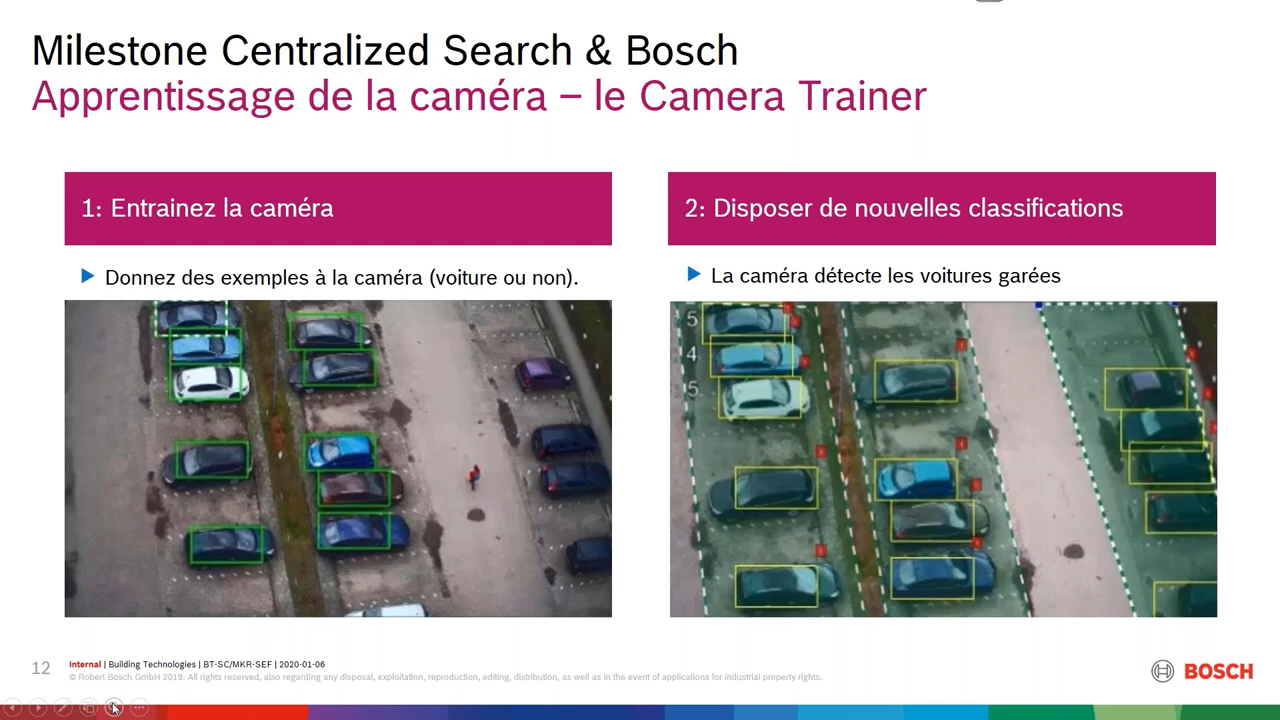 Milestone Centralized Search & Bosch
Apprentissage de la caméra – le Camera Trainer
1: Entrainez la caméra
2: Disposer de nouvelles classifications
Donnez des exemples à la caméra (voiture ou non).
La caméra détecte les voitures garées
5
4
5
12
Internal | Building Technologies | BT-SC/MKR-SEF | 2020-01-06
© Robert Bosch GmbH 2019. All rights reserved, also regarding any disposal, exploitation, reproduction, editing, distribution, as well as in the event of applications for industrial property rights.
BOSCH